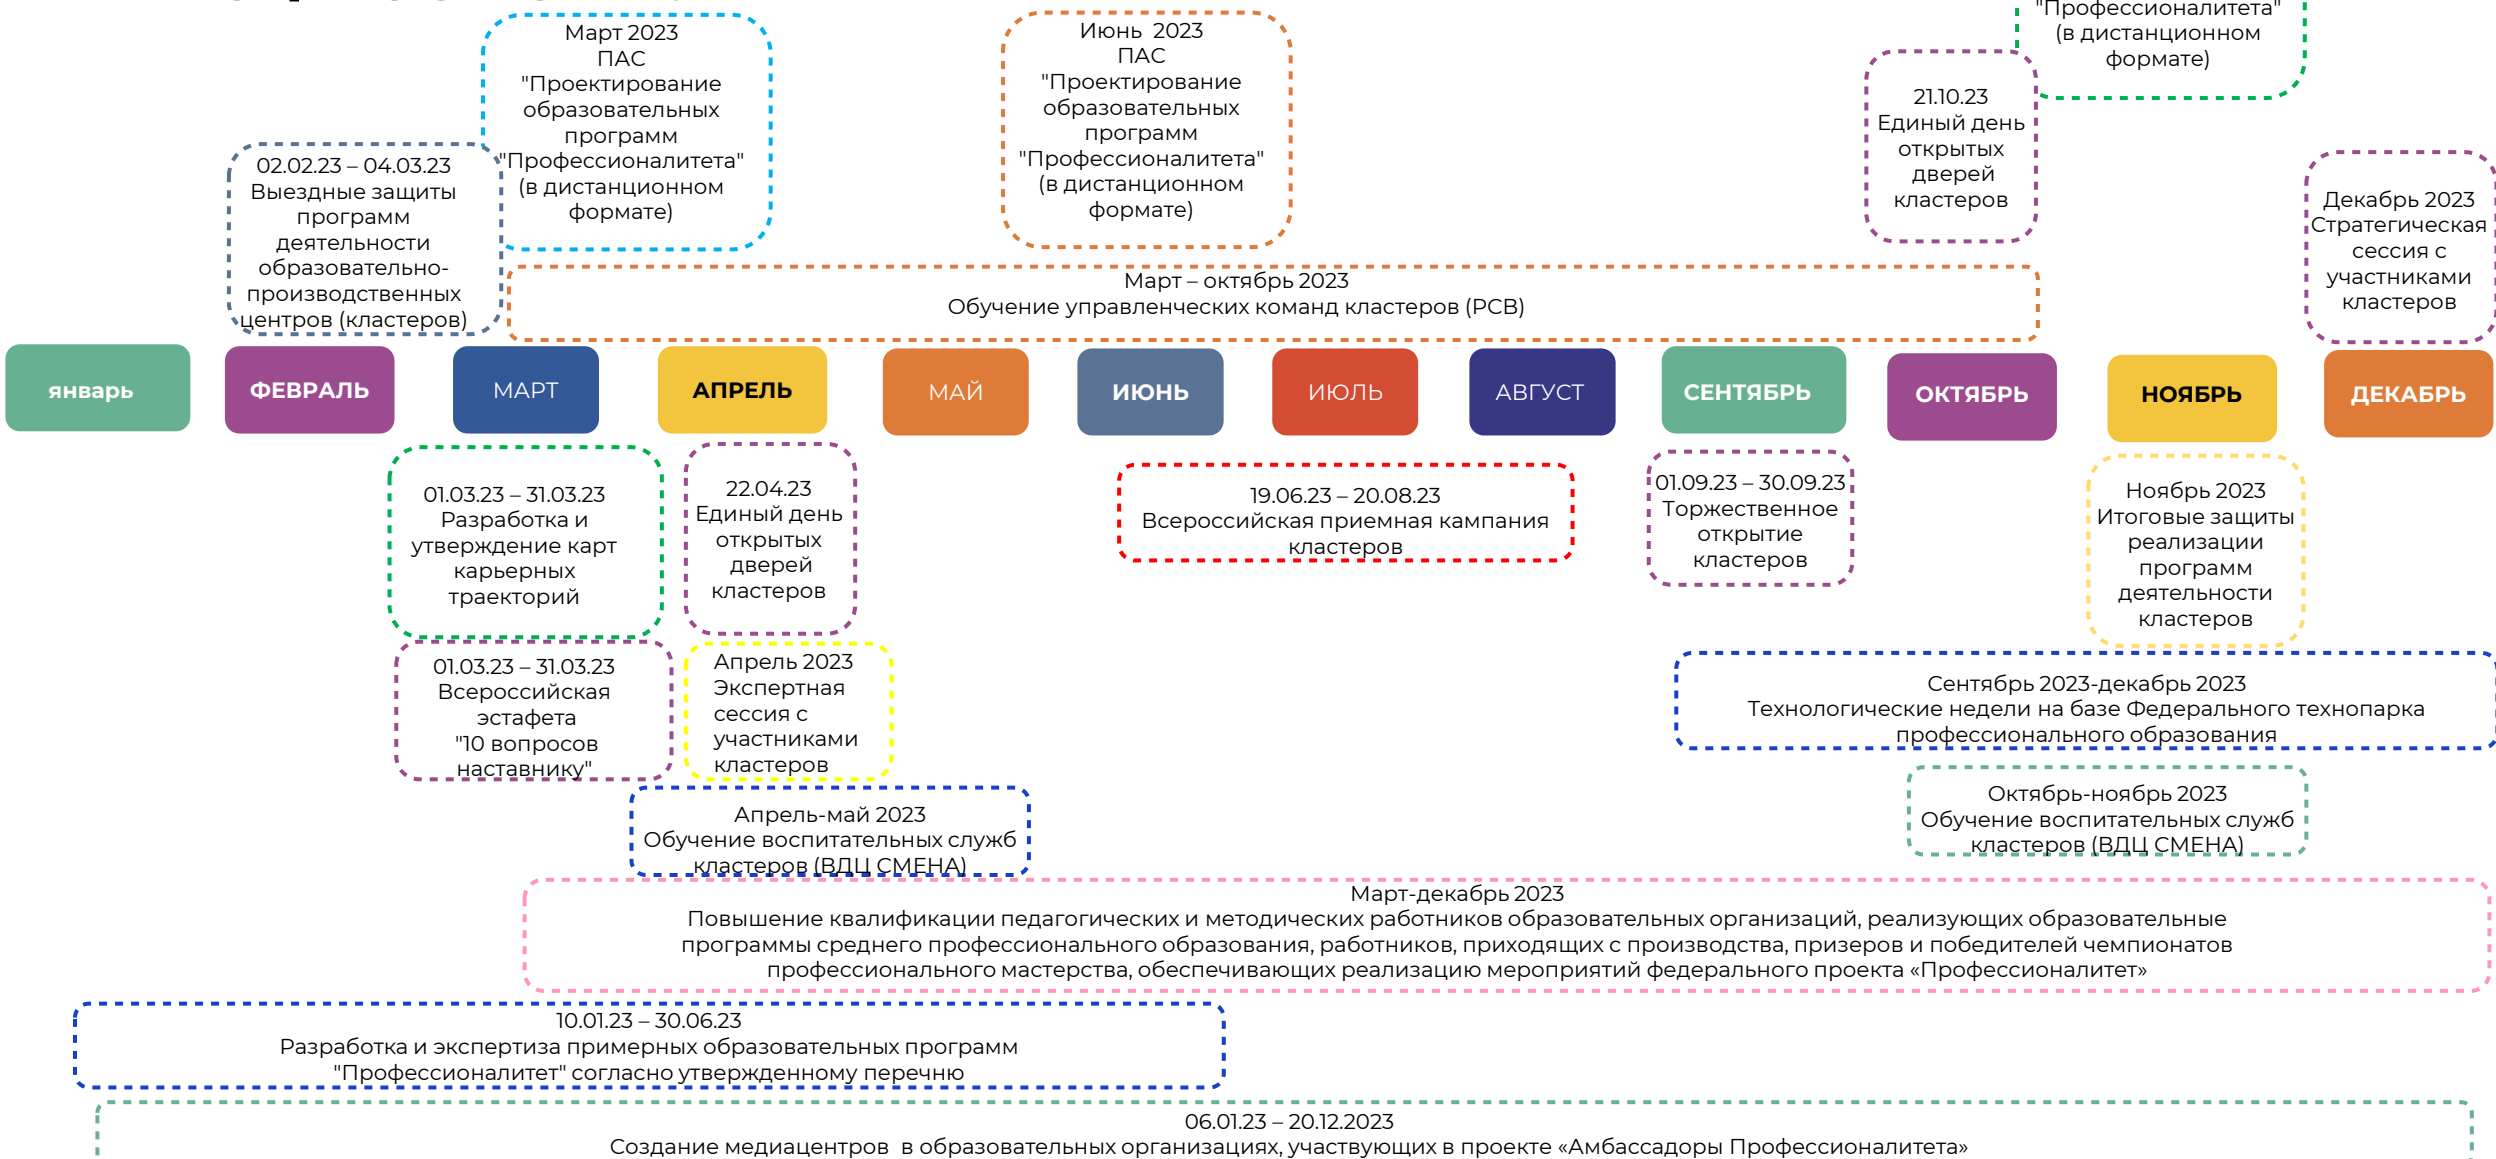 Март 2023
ПАС
"Проектирование
образовательных
программ
"Профессионалитета"
(в дистанционном
формате)
Июнь 2023
ПАС
"Проектирование
образовательных
программ
"Профессионалитета"
(в дистанционном
формате)
"Профессионалитета"
(в дистанционном
формате)
21.10.23
Единый день
открытых
дверей
кластеров
02.02.23 – 04.03.23
Выездные защиты
программ
деятельности
образовательно-
производственных
центров (кластеров)
Декабрь 2023
Стратегическая
сессия с
участниками
кластеров
Март – октябрь 2023
Обучение управленческих команд кластеров (РСВ)
январь
ФЕВРАЛЬ
МАРТ
АПРЕЛЬ
МАЙ
ИЮНЬ
ИЮЛЬ
АВГУСТ
СЕНТЯБРЬ
ОКТЯБРЬ
НОЯБРЬ
ДЕКАБРЬ
01.03.23 – 31.03.23
Разработка и
утверждение карт
карьерных
траекторий
22.04.23
Единый день
открытых
дверей
кластеров
19.06.23 – 20.08.23
Всероссийская приемная кампания
кластеров
01.09.23 – 30.09.23
Торжественное
открытие
кластеров
Ноябрь 2023
Итоговые защиты
реализации
программ
деятельности
кластеров
01.03.23 – 31.03.23
Всероссийская
эстафета
"10 вопросов
наставнику"
Апрель 2023
Экспертная
сессия с
участниками
кластеров
Сентябрь 2023-декабрь 2023
Технологические недели на базе Федерального технопарка
профессионального образования
Апрель-май 2023
Обучение воспитательных служб
кластеров (ВДЦ СМЕНА)
Октябрь-ноябрь 2023
Обучение воспитательных служб
кластеров (ВДЦ СМЕНА)
Март-декабрь 2023
Повышение квалификации педагогических и методических работников образовательных организаций, реализующих образовательные
программы среднего профессионального образования, работников, приходящих с производства, призеров и победителей чемпионатов
профессионального мастерства, обеспечивающих реализацию мероприятий федерального проекта «Профессионалитет»
10.01.23 – 30.06.23
Разработка и экспертиза примерных образовательных программ
"Профессионалитет" согласно утвержденному перечню
06.01.23 – 20.12.2023
Создание медиацентров в образовательных организациях, участвующих в проекте «Амбассадоры Профессионалитета»